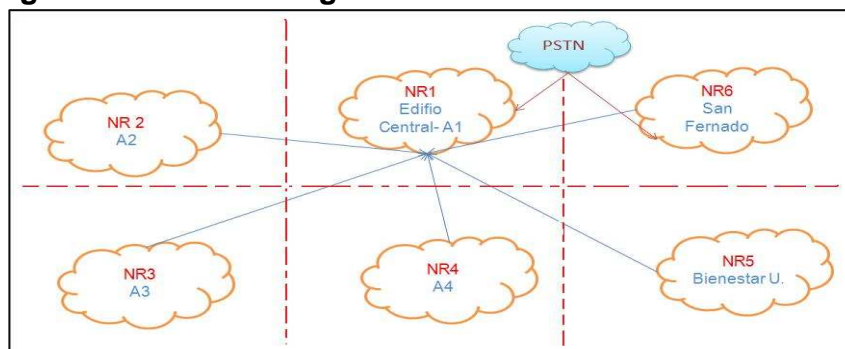 PSTN
NR1
Edifio
Central- A1
NR6
San
Fernado
NR 2
A2
NR3
A3
NR4
A4
NR5
Bienestar U.